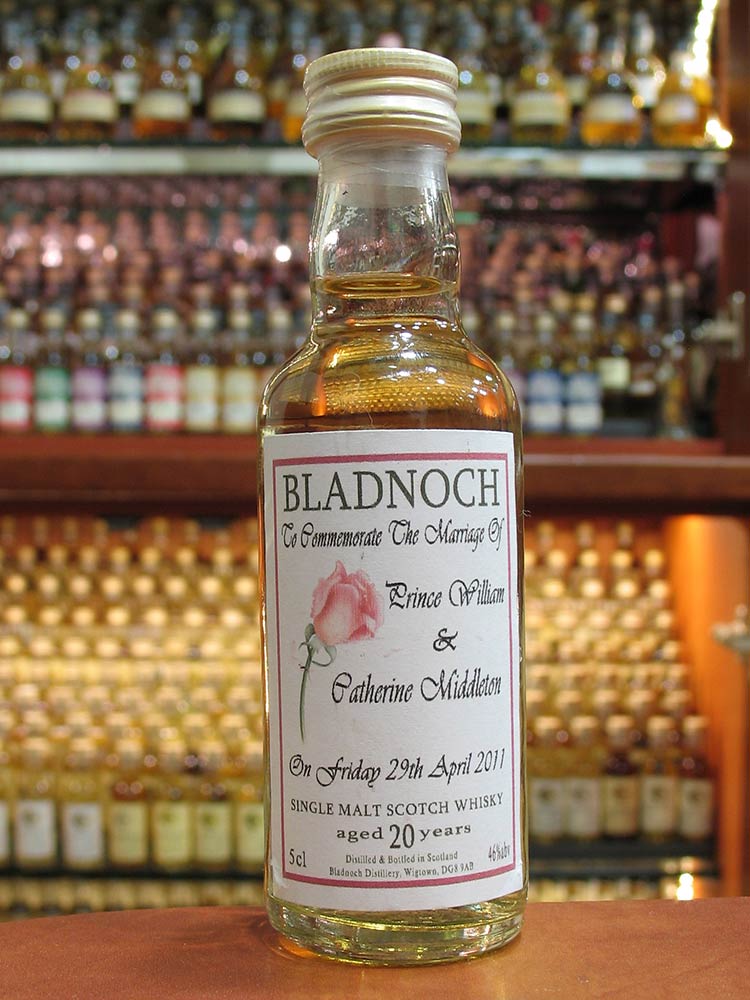 BLADNOCH
To Commemorate The Marriage Of
Prince William
&
Catherine Middleton
On Friday 29th April 2011
SINGLE MALT SCOTCH WHISKY
aged 20 years
5cl
Distilled & Bottled in Scotland
46%abv
Bladnoch Distillery, Wigtown, DG8 9AB